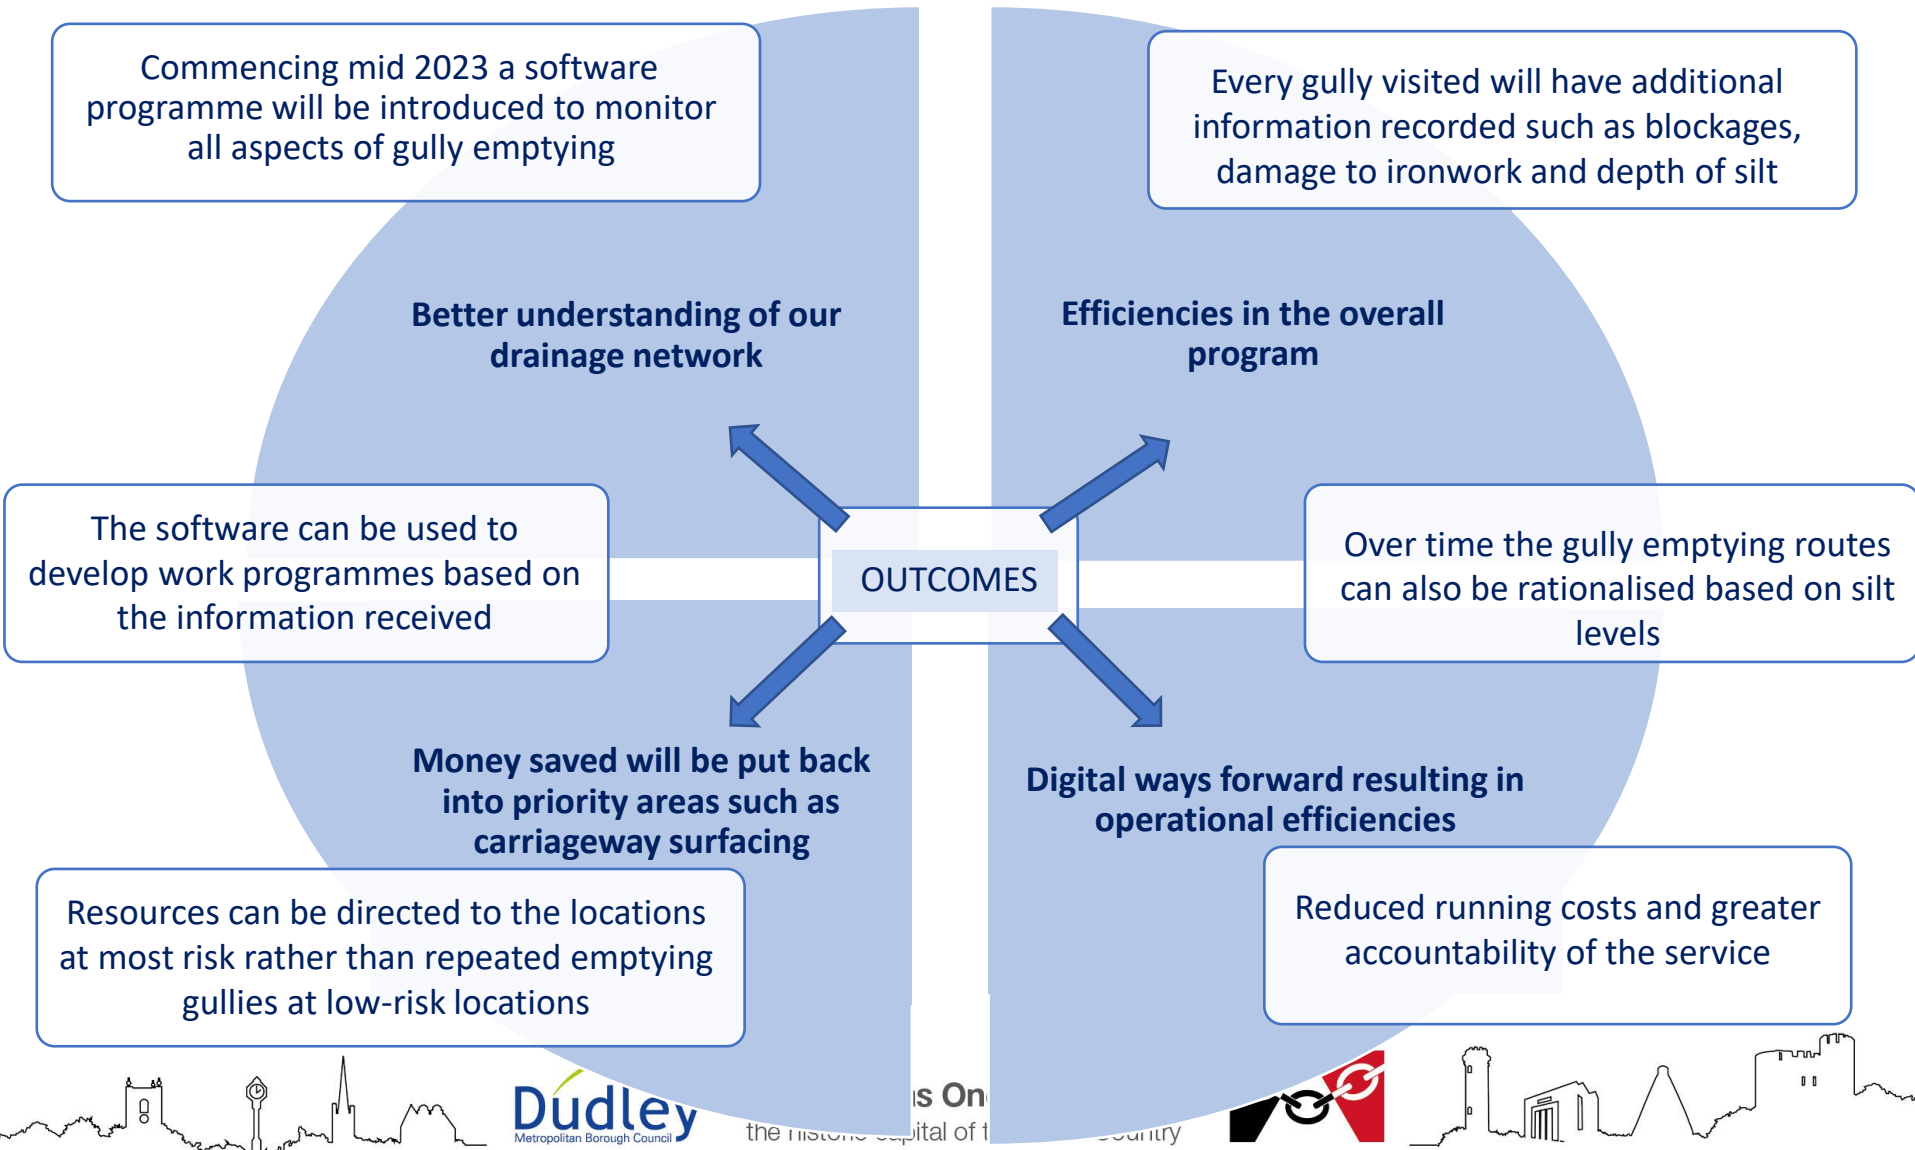 Commencing mid 2023 a software
programme will be introduced to monitor
all aspects of gully emptying
Every gully visited will have additional
information recorded such as blockages,
damage to ironwork and depth of silt
Better understanding of our
drainage network
Efficiencies in the overall
program
The software can be used to
develop work programmes based on
the information received
OUTCOMES
Over time the gully emptying routes
can also be rationalised based on silt
levels
Money saved will be put back
into priority areas such as
carriageway surfacing
Digital ways forward resulting in
operational efficiencies
Resources can be directed to the locations
at most risk rather than repeated emptying
gullies at low-risk locations
Reduced running costs and greater
accountability of the service
Dudley
Metropolitan Borough Council
the historic capital of